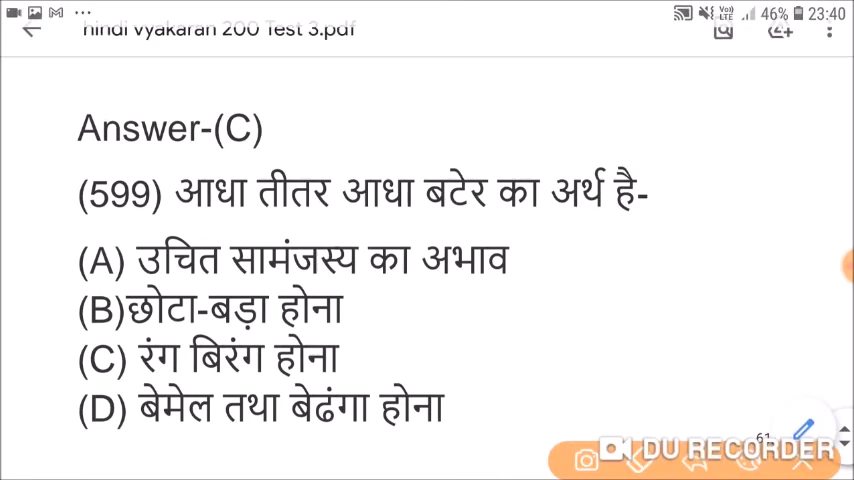 46% 23:40
hindi vyakaran 200 Test 3.pdf
Answer-(C)
(599) आधा तीतर आधा बटेर का अर्थ है-
(A) उचित सामंजस्य का अभाव
(B)छोटा-बड़ा होना
(C) रंग बिरंग होना
(D) बेमेल तथा बेढंगा होना
61
DU RECORDER